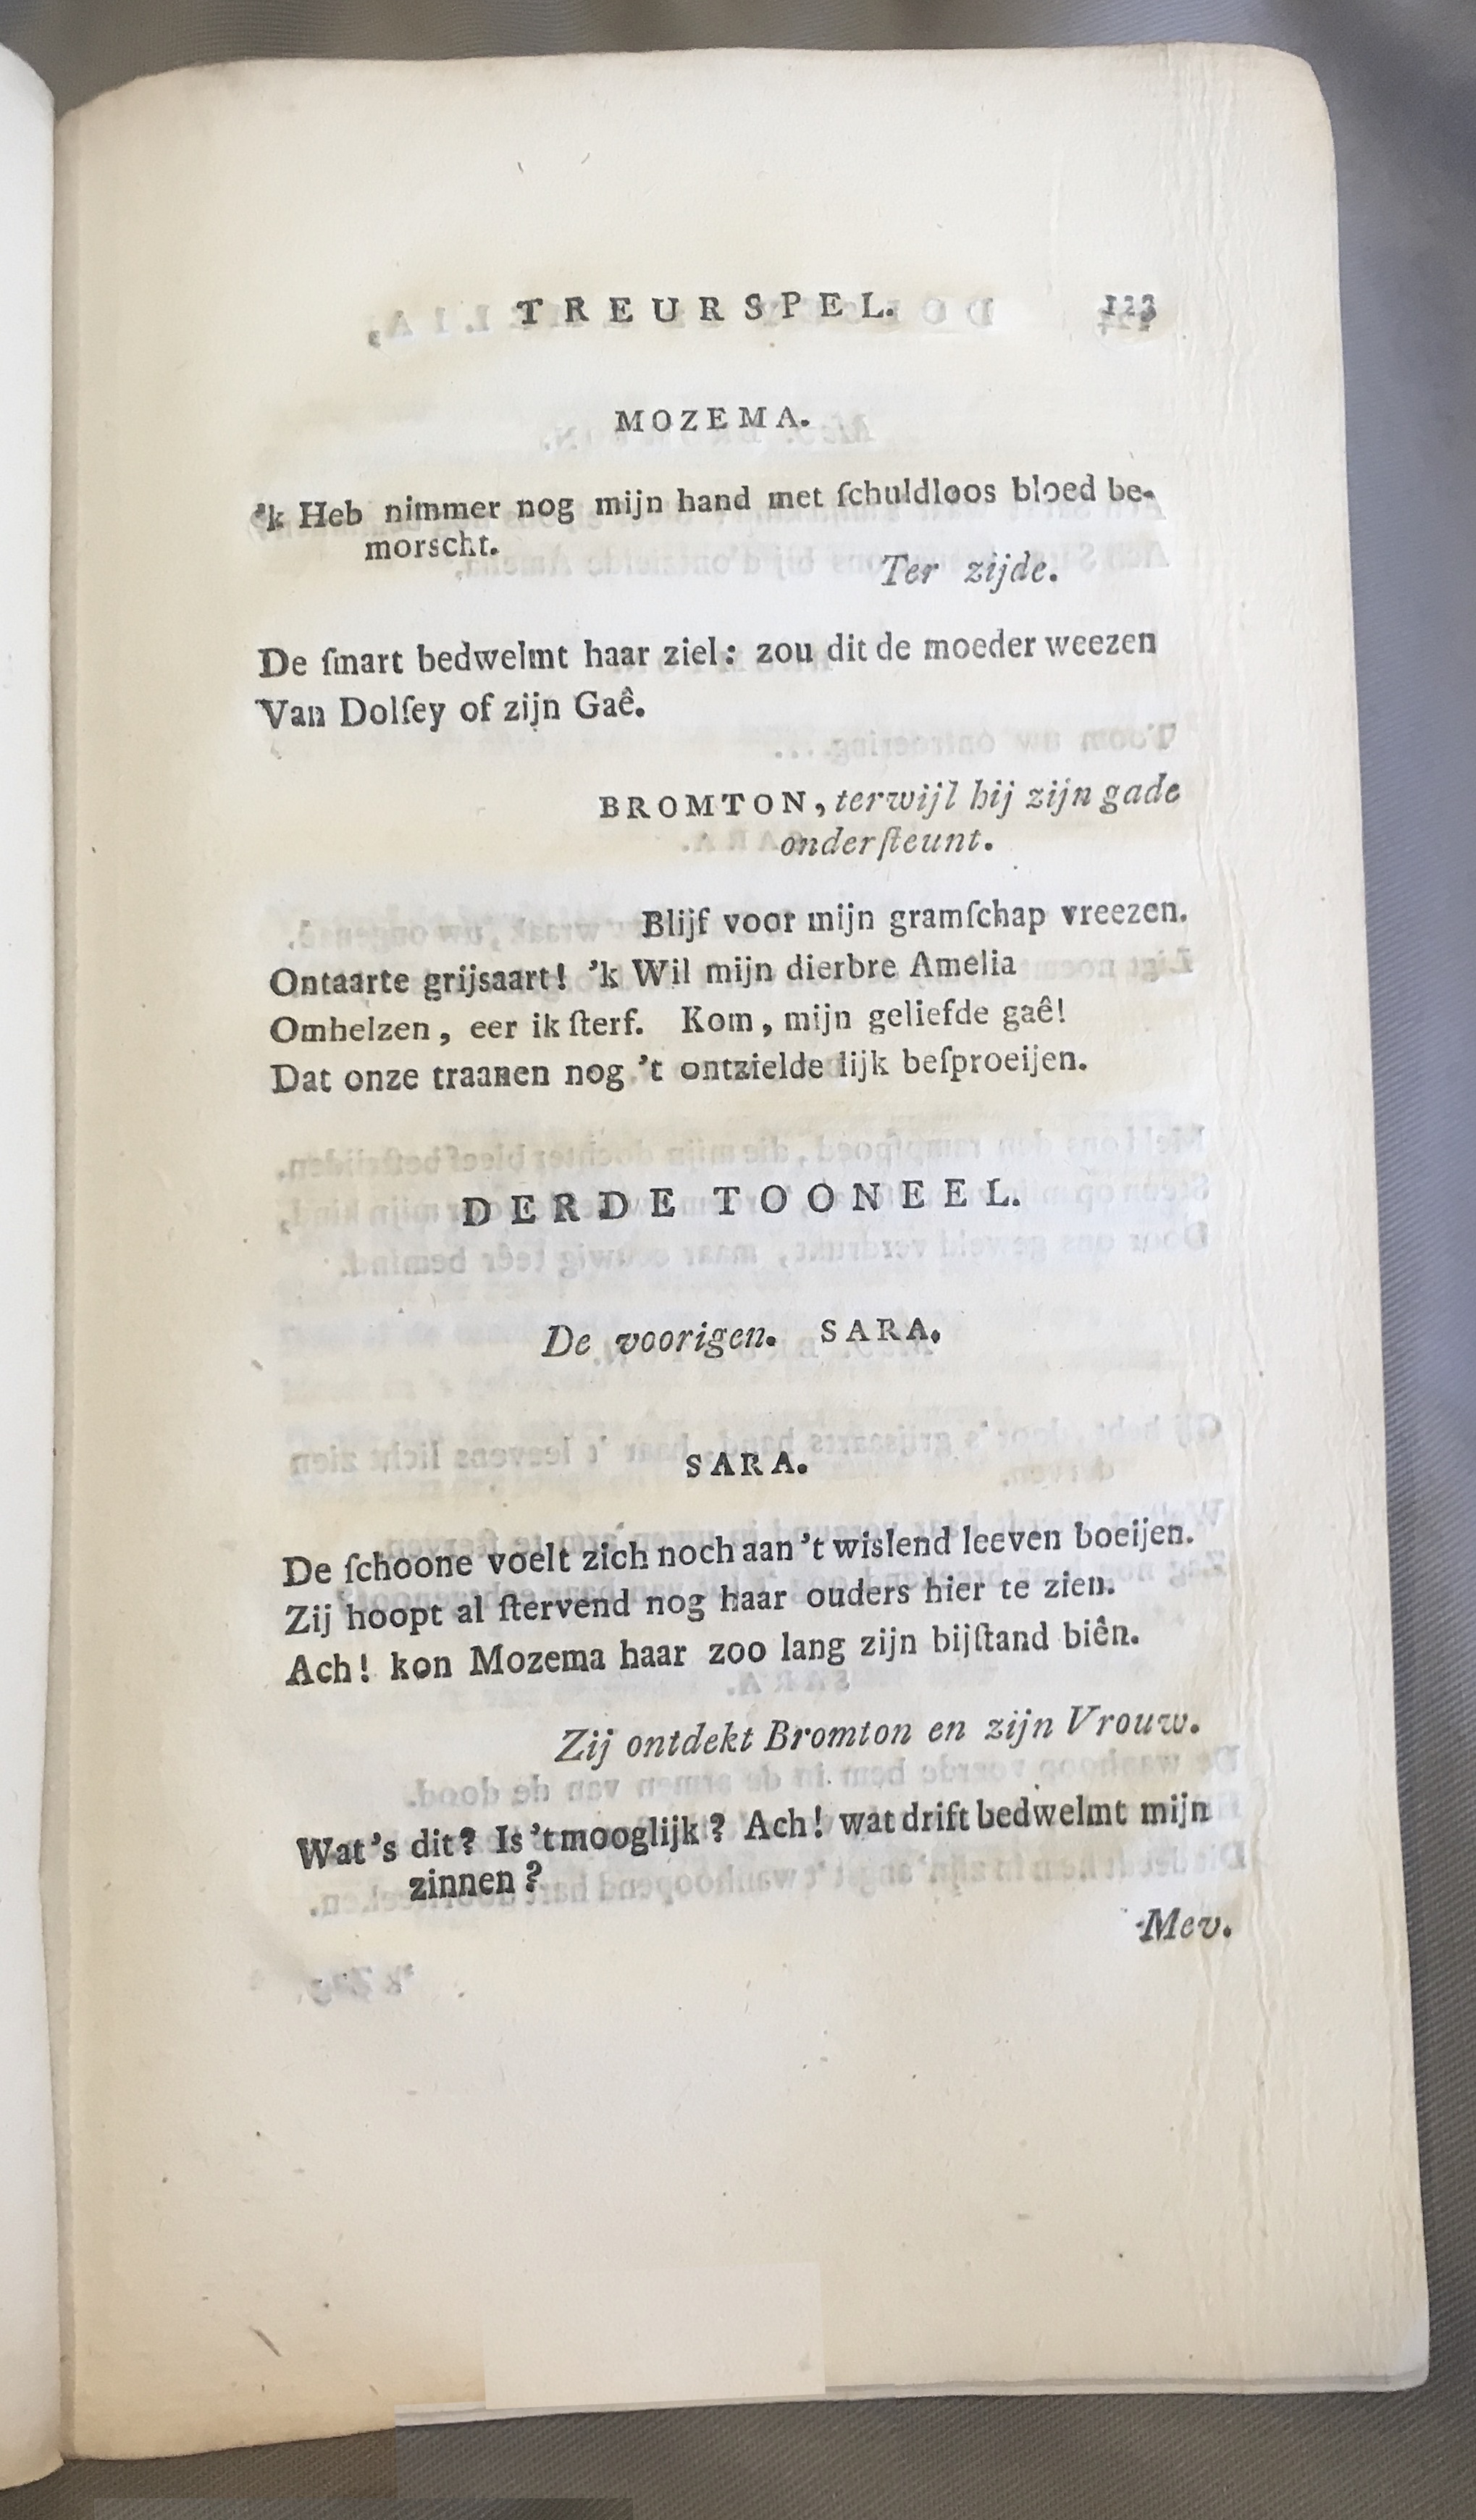 TREURSPEL. 123
MOZEMA.
’k Heb nimmer nog mijn hand met ſchuldloos bloed be-
morscht.
Ter zijde.
De ſmart bedwelmt haar ziel: zou dit de moeder weezen
Van Dolſey of zijn Gaê.
BROMTON, terwijl hij zijn gade
onderſteunt.
Blijf voor mijn gramſchap vreezen.
Ontaarte grijsaart! ’k Wil mijn dierbre Amelia
Omhelzen, eer ik ſterf. Kom, mijn geliefde gaê!
Dat onze traanen nog ’t ontzielde lijk beſproeijen.
DERDE TOONEEL.
De voorigen. SARA.
SARA.
De ſchoone voelt zich noch aan ’t wislend leeven boeijen.
Zij hoopt al ſtervend nog haar ouders hier te zien.
Ach! kon Mozema haar zoo lang zijn bijſtand biên.
Zij ontdekt Bromton en zijn Vrouw.
Wat’s dit? Is ’t mooglijk? Ach! wat drift bedwelmt mijn
zinnen?
Mev.